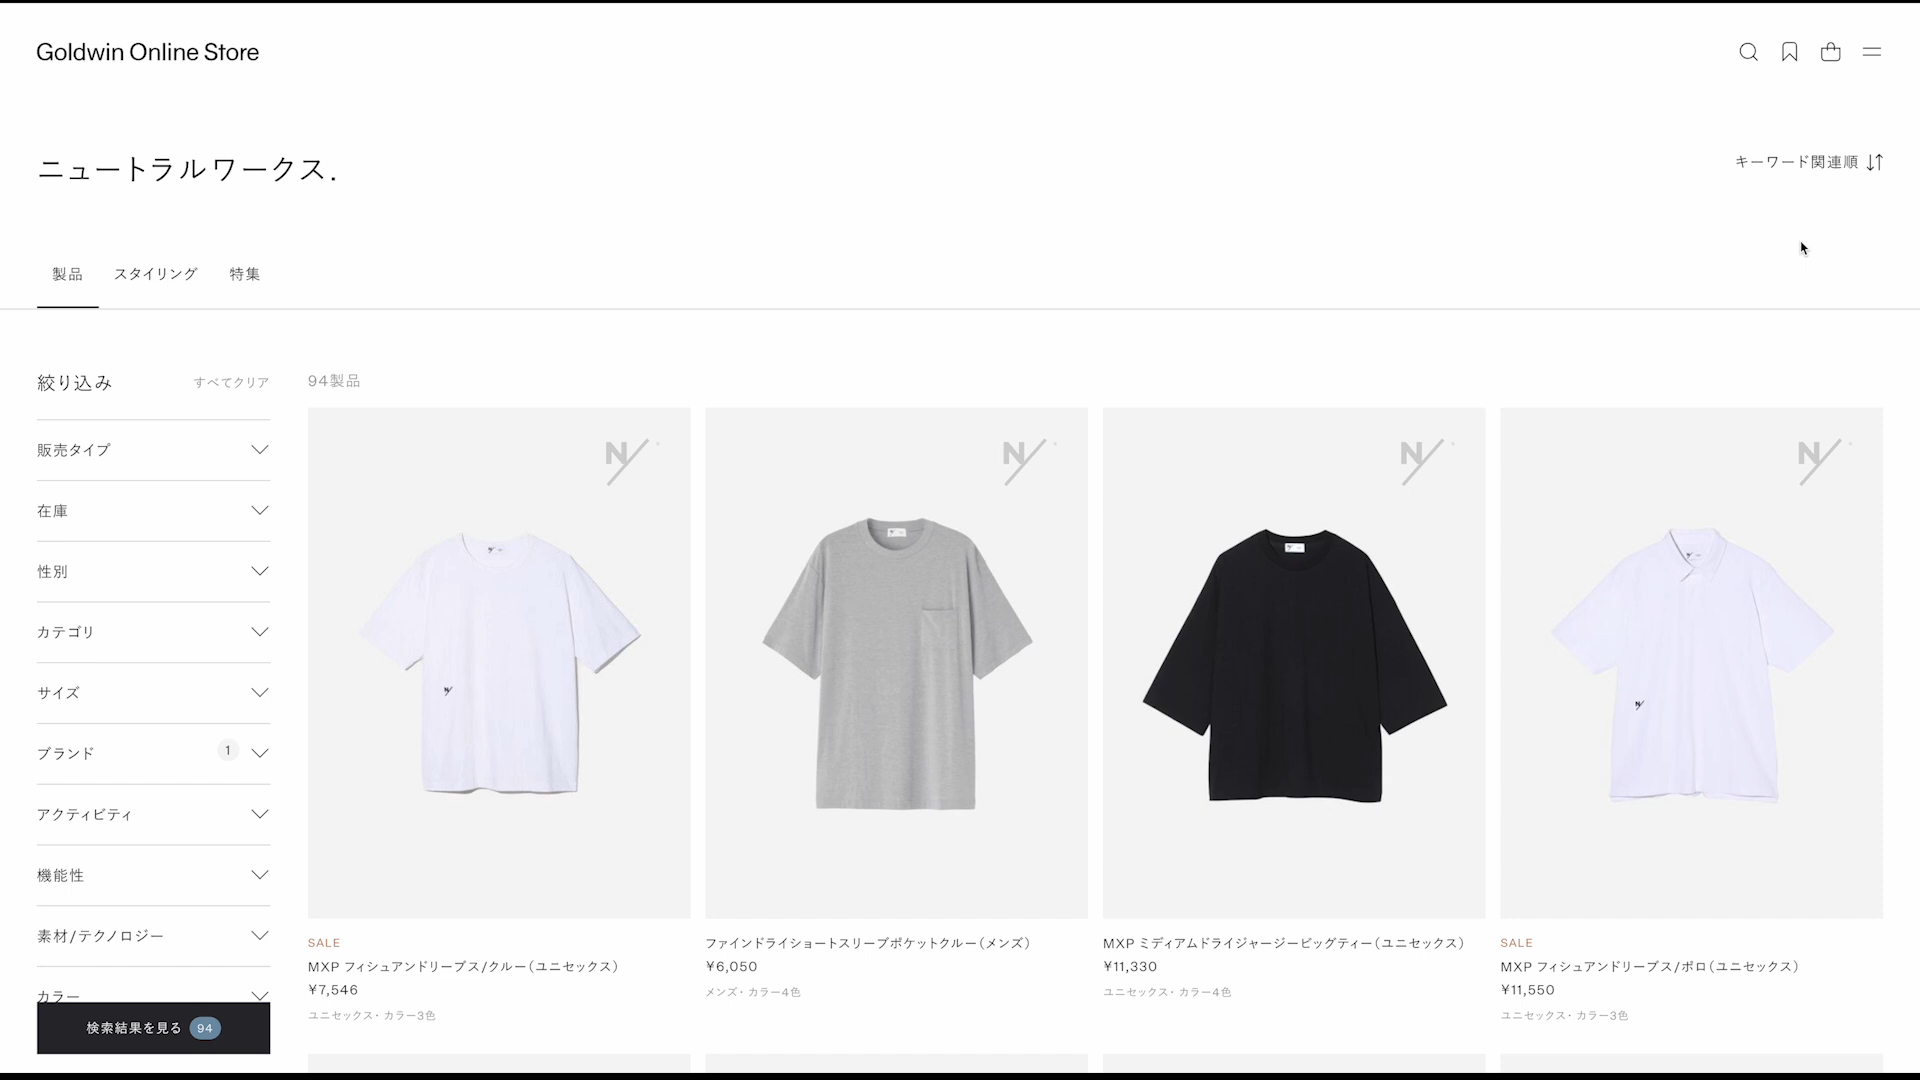 Goldwin Online Store
ニュートラルワークス.
キーワード関連順
製品 スタイリング 特集
絞り込み すべてクリア
94製品
販売タイプ
在庫
性別
カテゴリ
サイズ
ブランド 1
アクティビティ
機能性
素材/テクノロジー
カラー
検索結果を見る 94
N
SALE
MXP フィシュアンドリーブス/クルー(ユニセックス)
¥7,546
ユニセックス・カラー3色
N
ファインドライショートスリーブポケットクルー(メンズ)
¥6,050
メンズ・カラー4色
N
MXP ミディアムドライジャージービッグティー(ユニセックス)
¥11,330
ユニセックス・カラー4色
N
SALE
MXP フィシュアンドリーブス/ポロ(ユニセックス)
¥11,550
ユニセックス・カラー3色